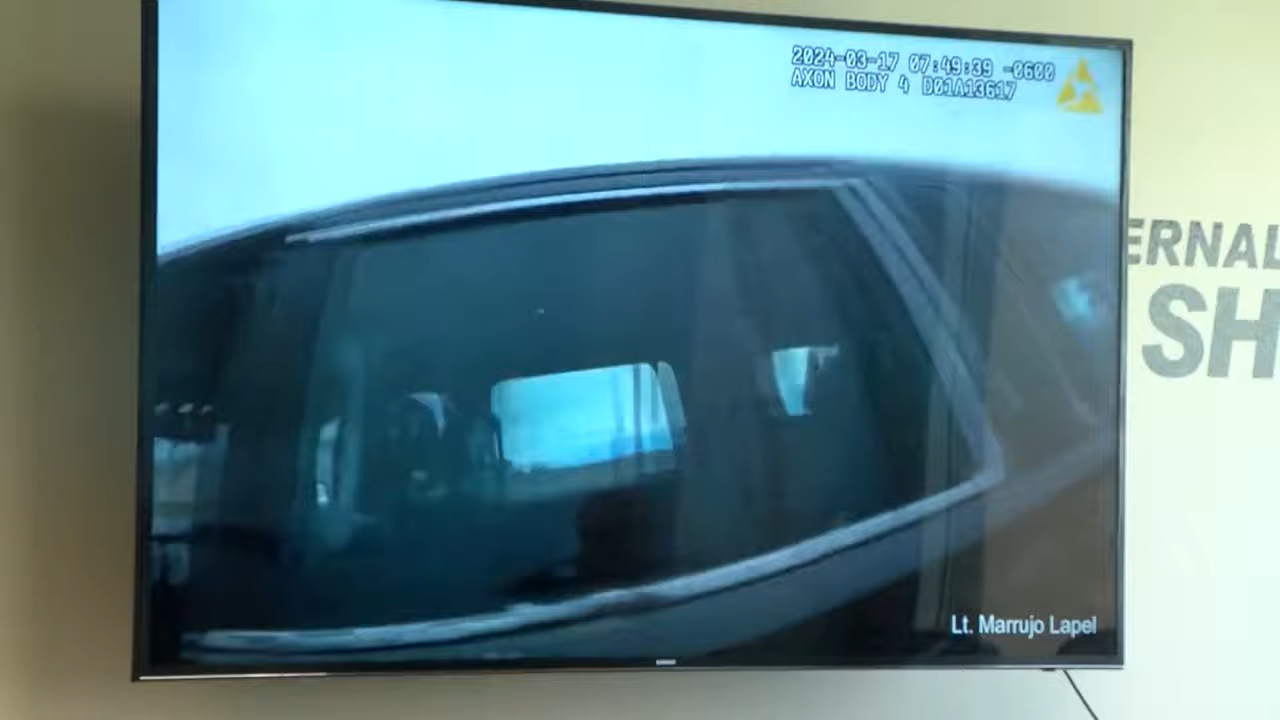 2024-03-17 07:49:39 -0600
AXON BODY 4 D01A13617
ERNAL
SH
Lt. Marrujo Lapel